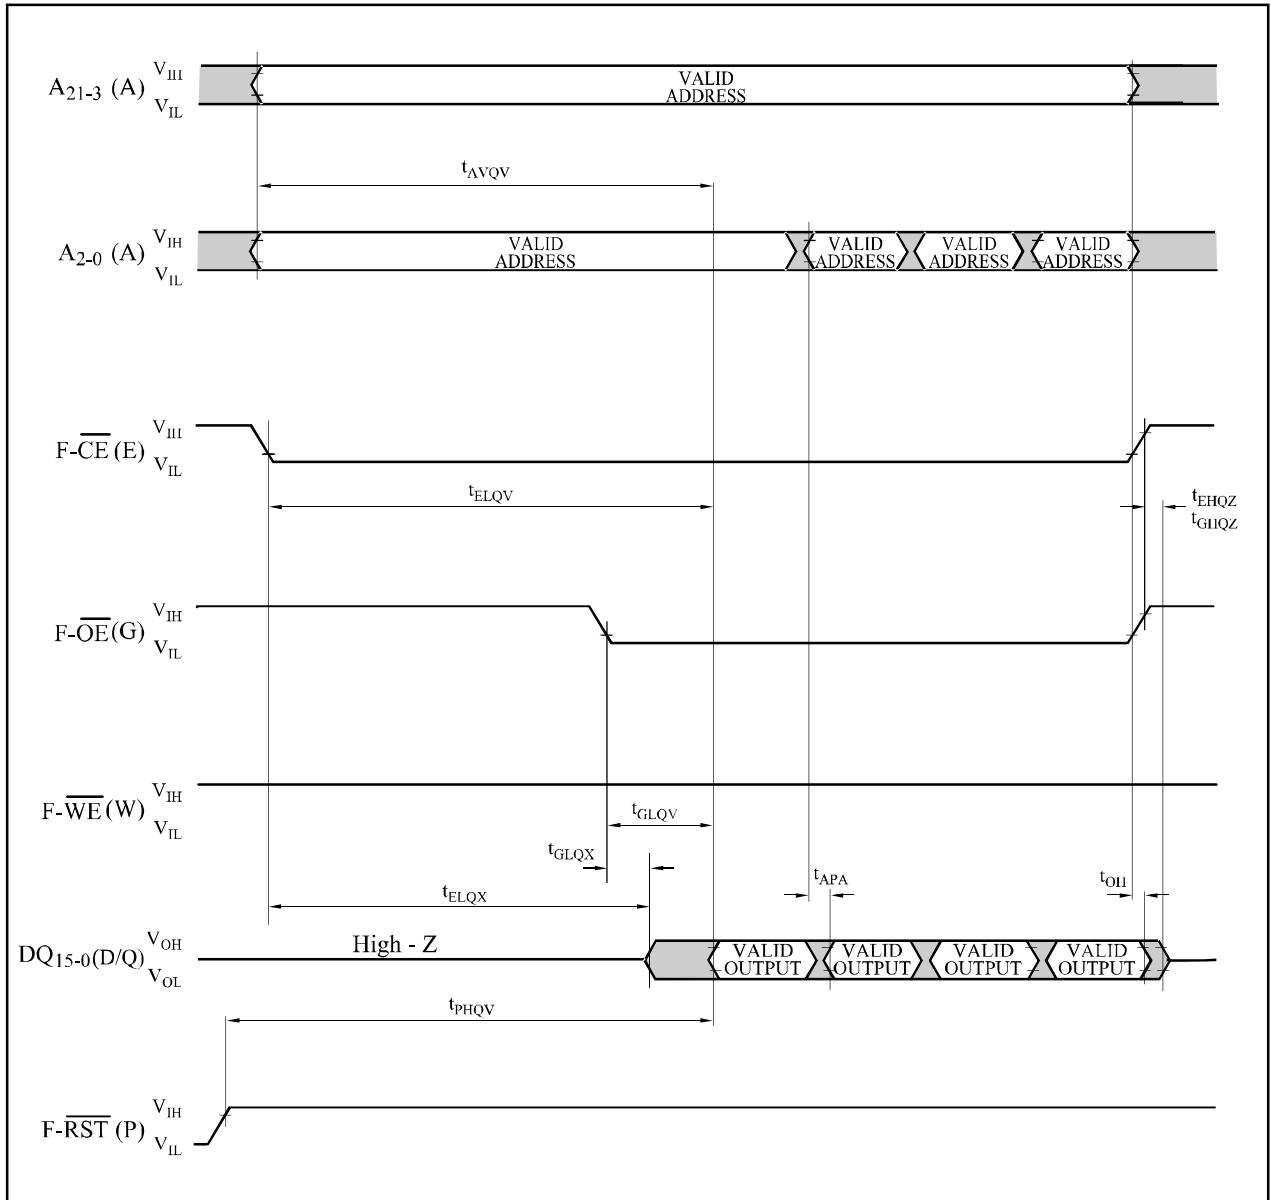 A21-3 (A) VIH
VIL
VALID
ADDRESS
tAVQV
A2-0 (A) VIH
VIL
VALID
ADDRESS
VALID
ADDRESS
VALID
ADDRESS
VALID
ADDRESS
F-CE (E) VIH
VIL
tELQV
tEHQZ
tGHQZ
F-OE (G) VIH
VIL
F-WE (W) VIH
VIL
tGLQV
tGLQX
tAPA
tOH
tELQX
DQ15-0 (D/Q) VOH
VOL
High - Z
VALID
OUTPUT
VALID
OUTPUT
VALID
OUTPUT
VALID
OUTPUT
tPHQV
F-RST (P) VIH
VIL